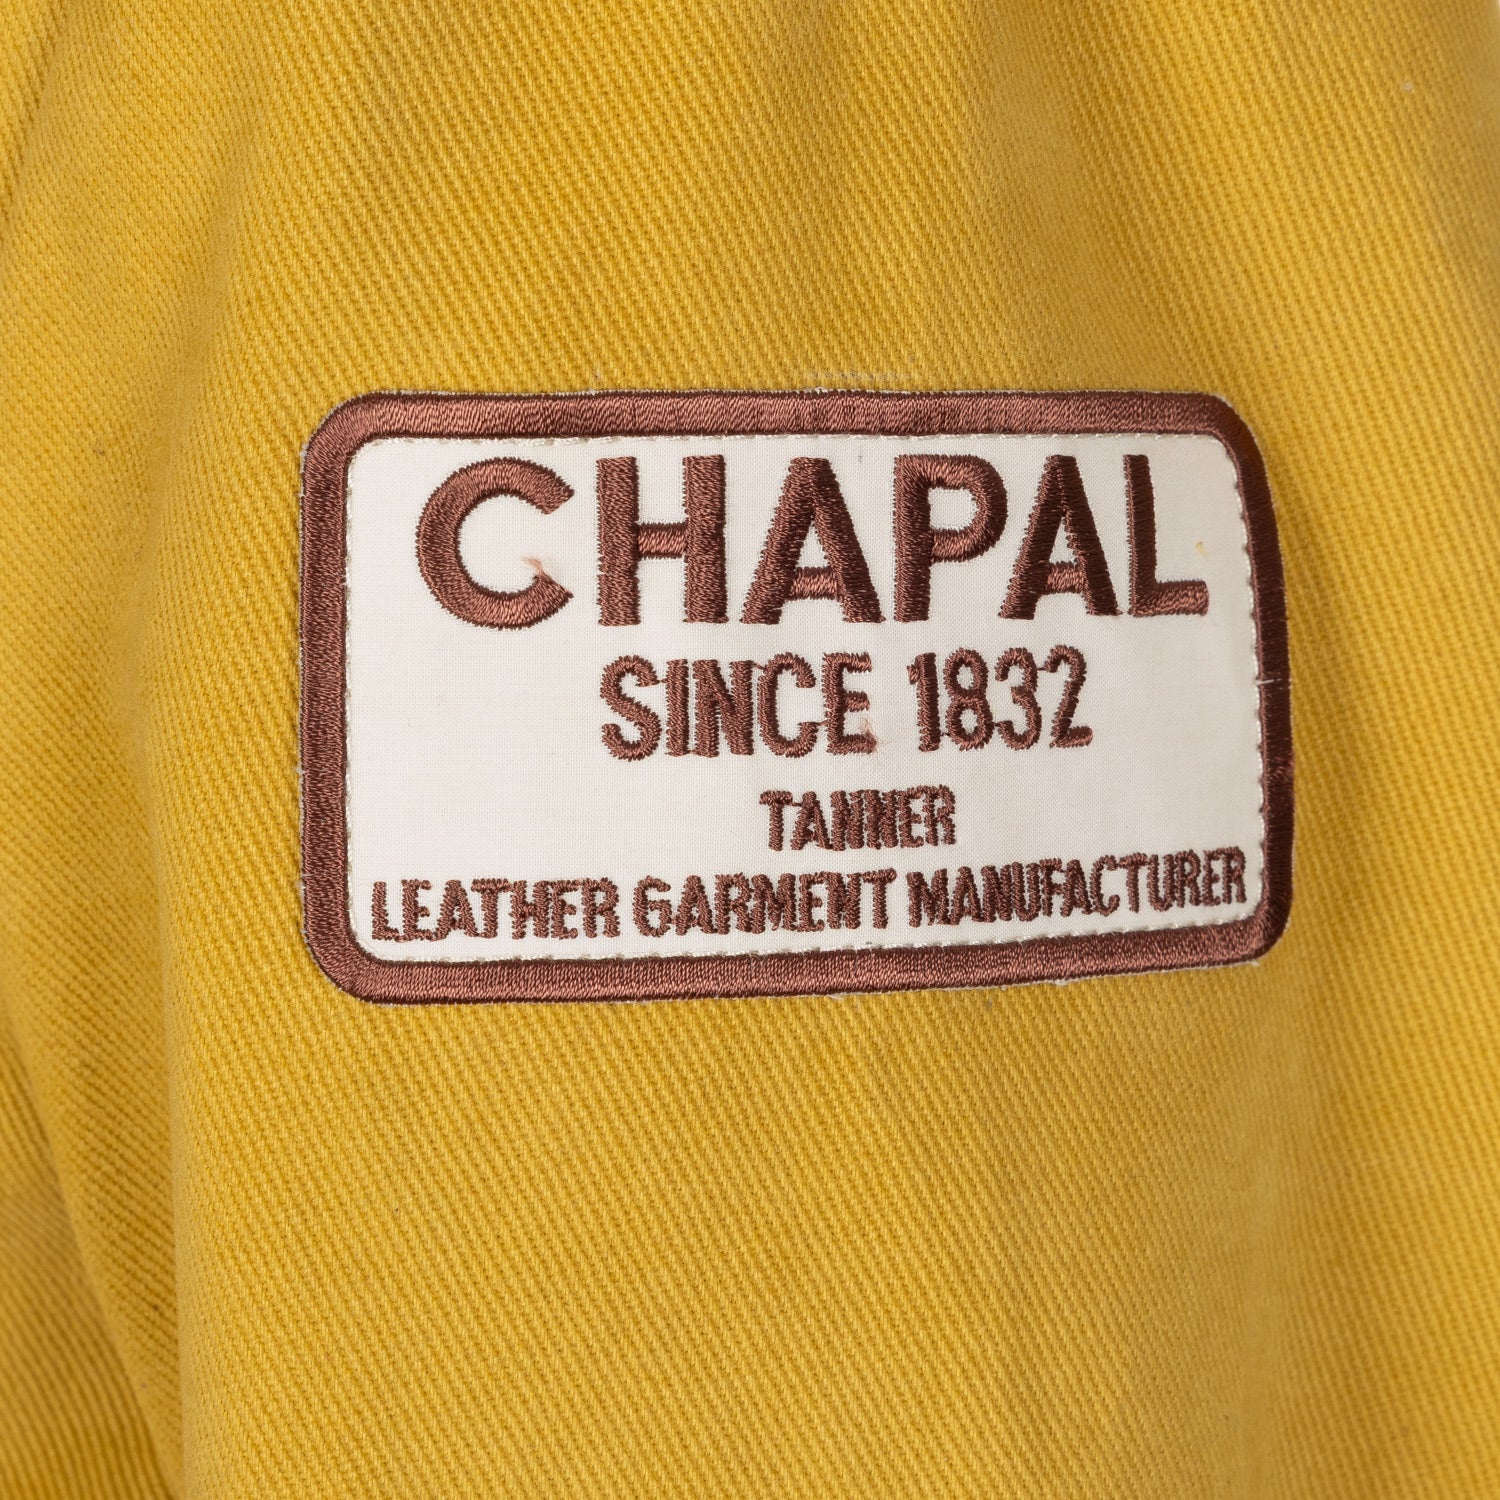 CHAPAL
SINCE 1832
TANNER
LEATHER GARMENT MANUFACTURER